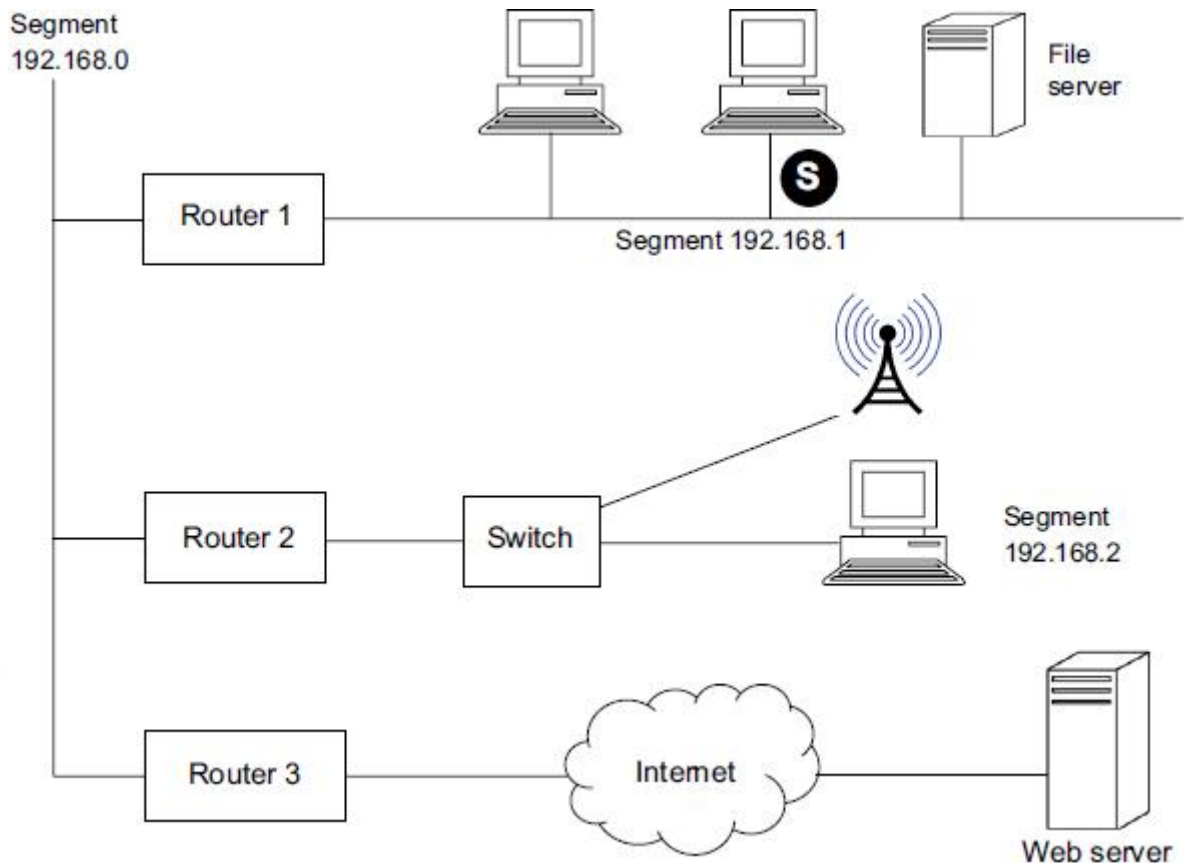 Segment
192.168.0
File
server
S
Router 1
Segment 192.168.1
Router 2
Switch
Segment
192.168.2
Router 3
Internet
Web server